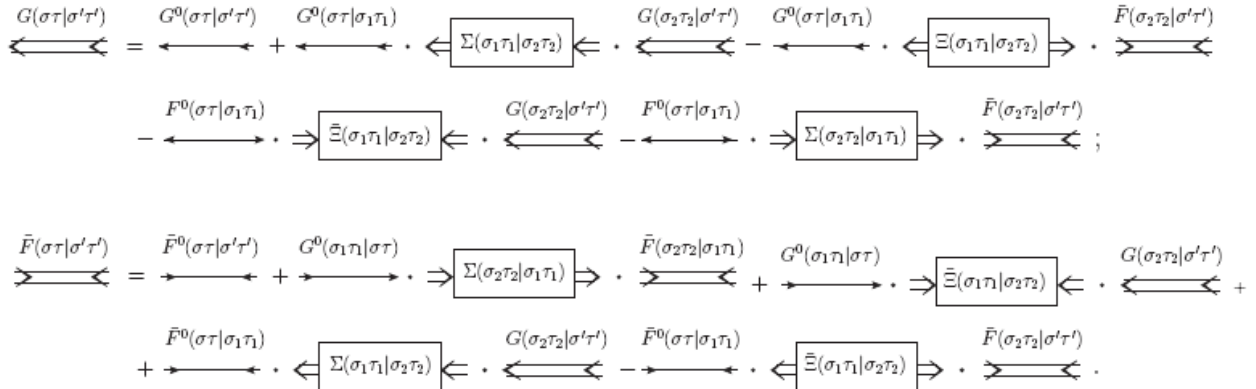 G(στ|σ′τ′) G⁰(στ|σ′τ′) G⁰(στ|σ₁τ₁) G(σ₂τ₂|σ′τ′) G⁰(στ|σ₁τ₁) F̄(σ₂τ₂|σ′τ′)
= + · Σ(σ₁τ₁|σ₂τ₂) · − · Ξ(σ₁τ₁|σ₂τ₂) ·
F⁰(στ|σ₁τ₁) G(σ₂τ₂|σ′τ′) F⁰(στ|σ₁τ₁) F̄(σ₂τ₂|σ′τ′)
− · Ξ̄(σ₁τ₁|σ₂τ₂) · − · Σ(σ₂τ₂|σ₁τ₁) · ;
F̄(στ|σ′τ′) F̄⁰(στ|σ′τ′) G⁰(σ₁τ₁|στ) F̄(σ₂τ₂|σ₁τ₁) G⁰(σ₁τ₁|στ) G(σ₂τ₂|σ′τ′)
= + · Σ(σ₂τ₂|σ₁τ₁) · + · Ξ̄(σ₁τ₁|σ₂τ₂) · +
F̄⁰(στ|σ₁τ₁) G(σ₂τ₂|σ′τ′) F̄⁰(στ|σ₁τ₁) F̄(σ₂τ₂|σ′τ′)
+ · Σ(σ₁τ₁|σ₂τ₂) · − · Ξ̄(σ₁τ₁|σ₂τ₂) · .